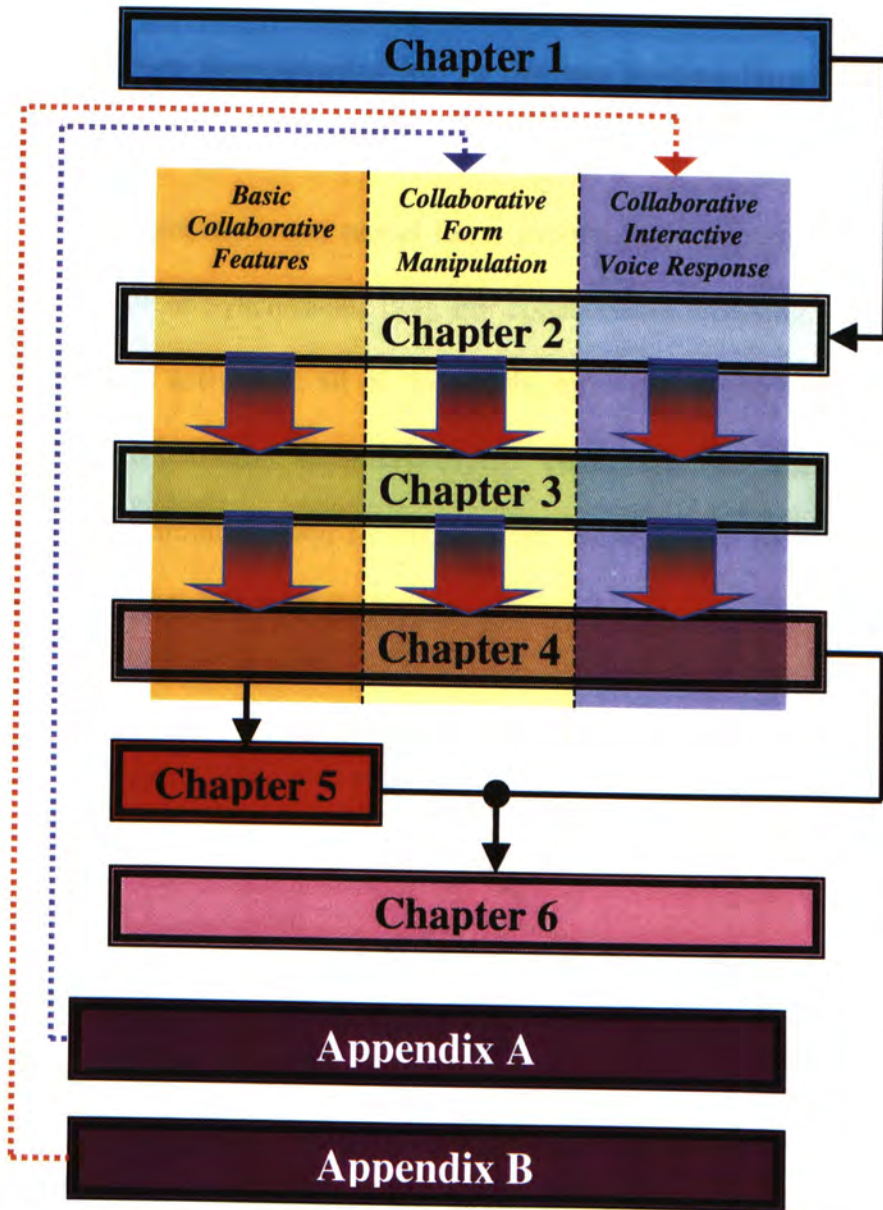 Chapter 1
Basic
Collaborative
Features
Collaborative
Form
Manipulation
Collaborative
Interactive
Voice Response
Chapter 2
Chapter 3
Chapter 4
Chapter 5
Chapter 6
Appendix A
Appendix B